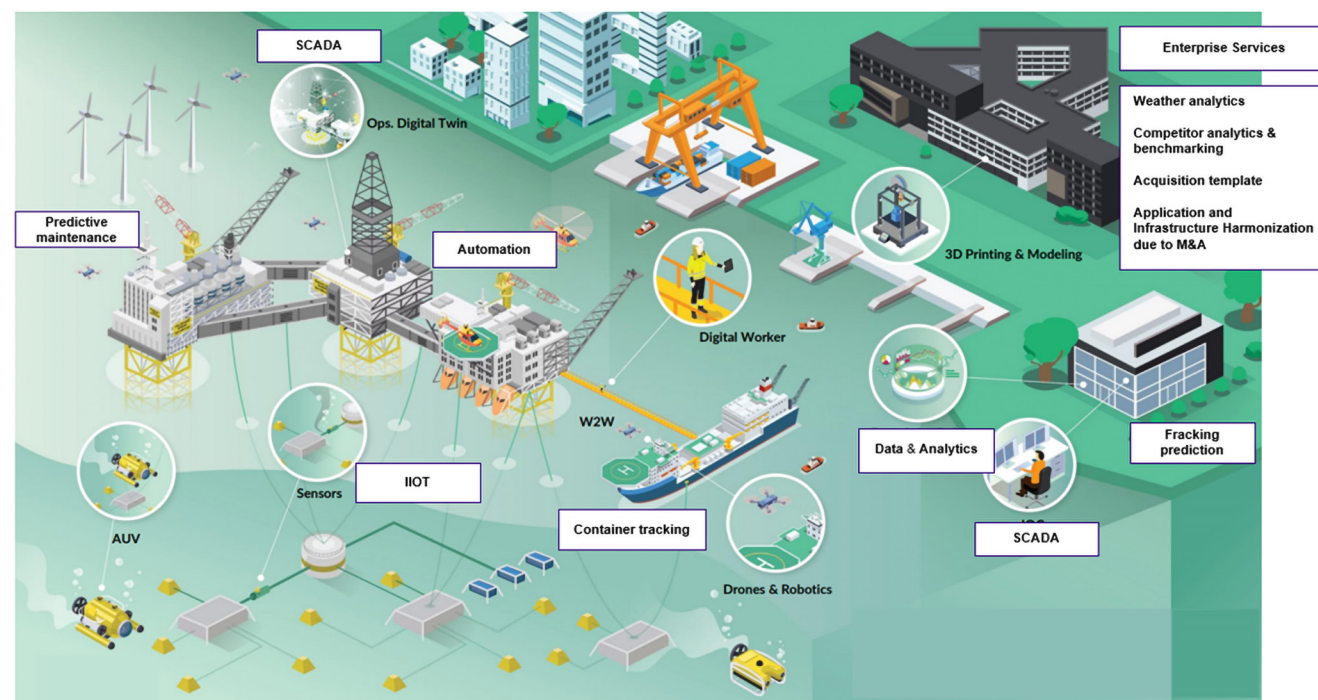 SCADA
Ops. Digital Twin
Enterprise Services
Weather analytics
Competitor analytics &
benchmarking
Acquisition template
Application and
Infrastructure Harmonization
due to M&A
Predictive
maintenance
Automation
3D Printing & Modeling
Digital Worker
W2W
Data & Analytics
Fracking
prediction
Sensors
IIOT
AUV
Container tracking
SCADA
Drones & Robotics
H
H
H